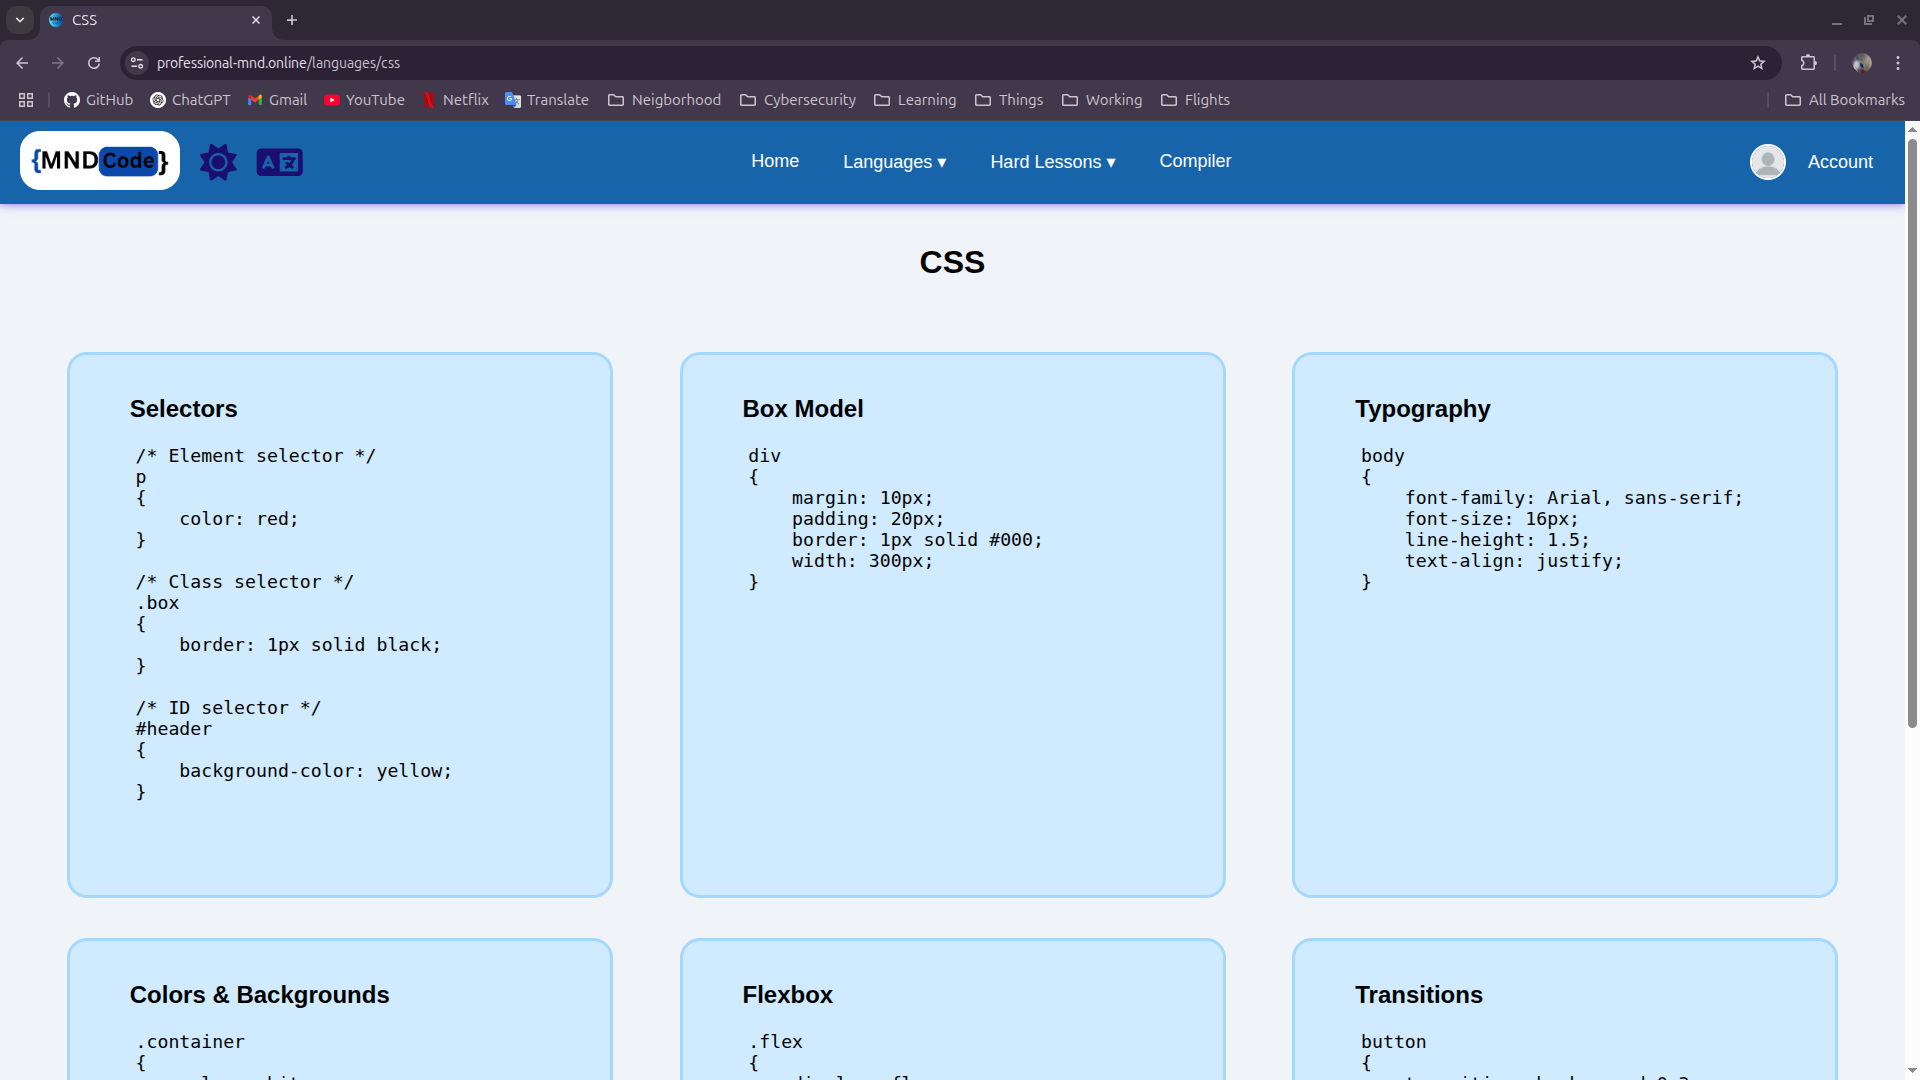 CSS
professional-mnd.online/languages/css
GitHub ChatGPT Gmail YouTube Netflix Translate Neigborhood Cybersecurity Learning Things Working Flights All Bookmarks
{MNDCode} Home Languages ▾ Hard Lessons ▾ Compiler Account
CSS
Selectors
/* Element selector */
p
{
    color: red;
}
/* Class selector */
.box
{
    border: 1px solid black;
}
/* ID selector */
#header
{
    background-color: yellow;
}
Box Model
div
{
    margin: 10px;
    padding: 20px;
    border: 1px solid #000;
    width: 300px;
}
Typography
body
{
    font-family: Arial, sans-serif;
    font-size: 16px;
    line-height: 1.5;
    text-align: justify;
}
Colors & Backgrounds
.container
{
Flexbox
.flex
{
Transitions
button
{